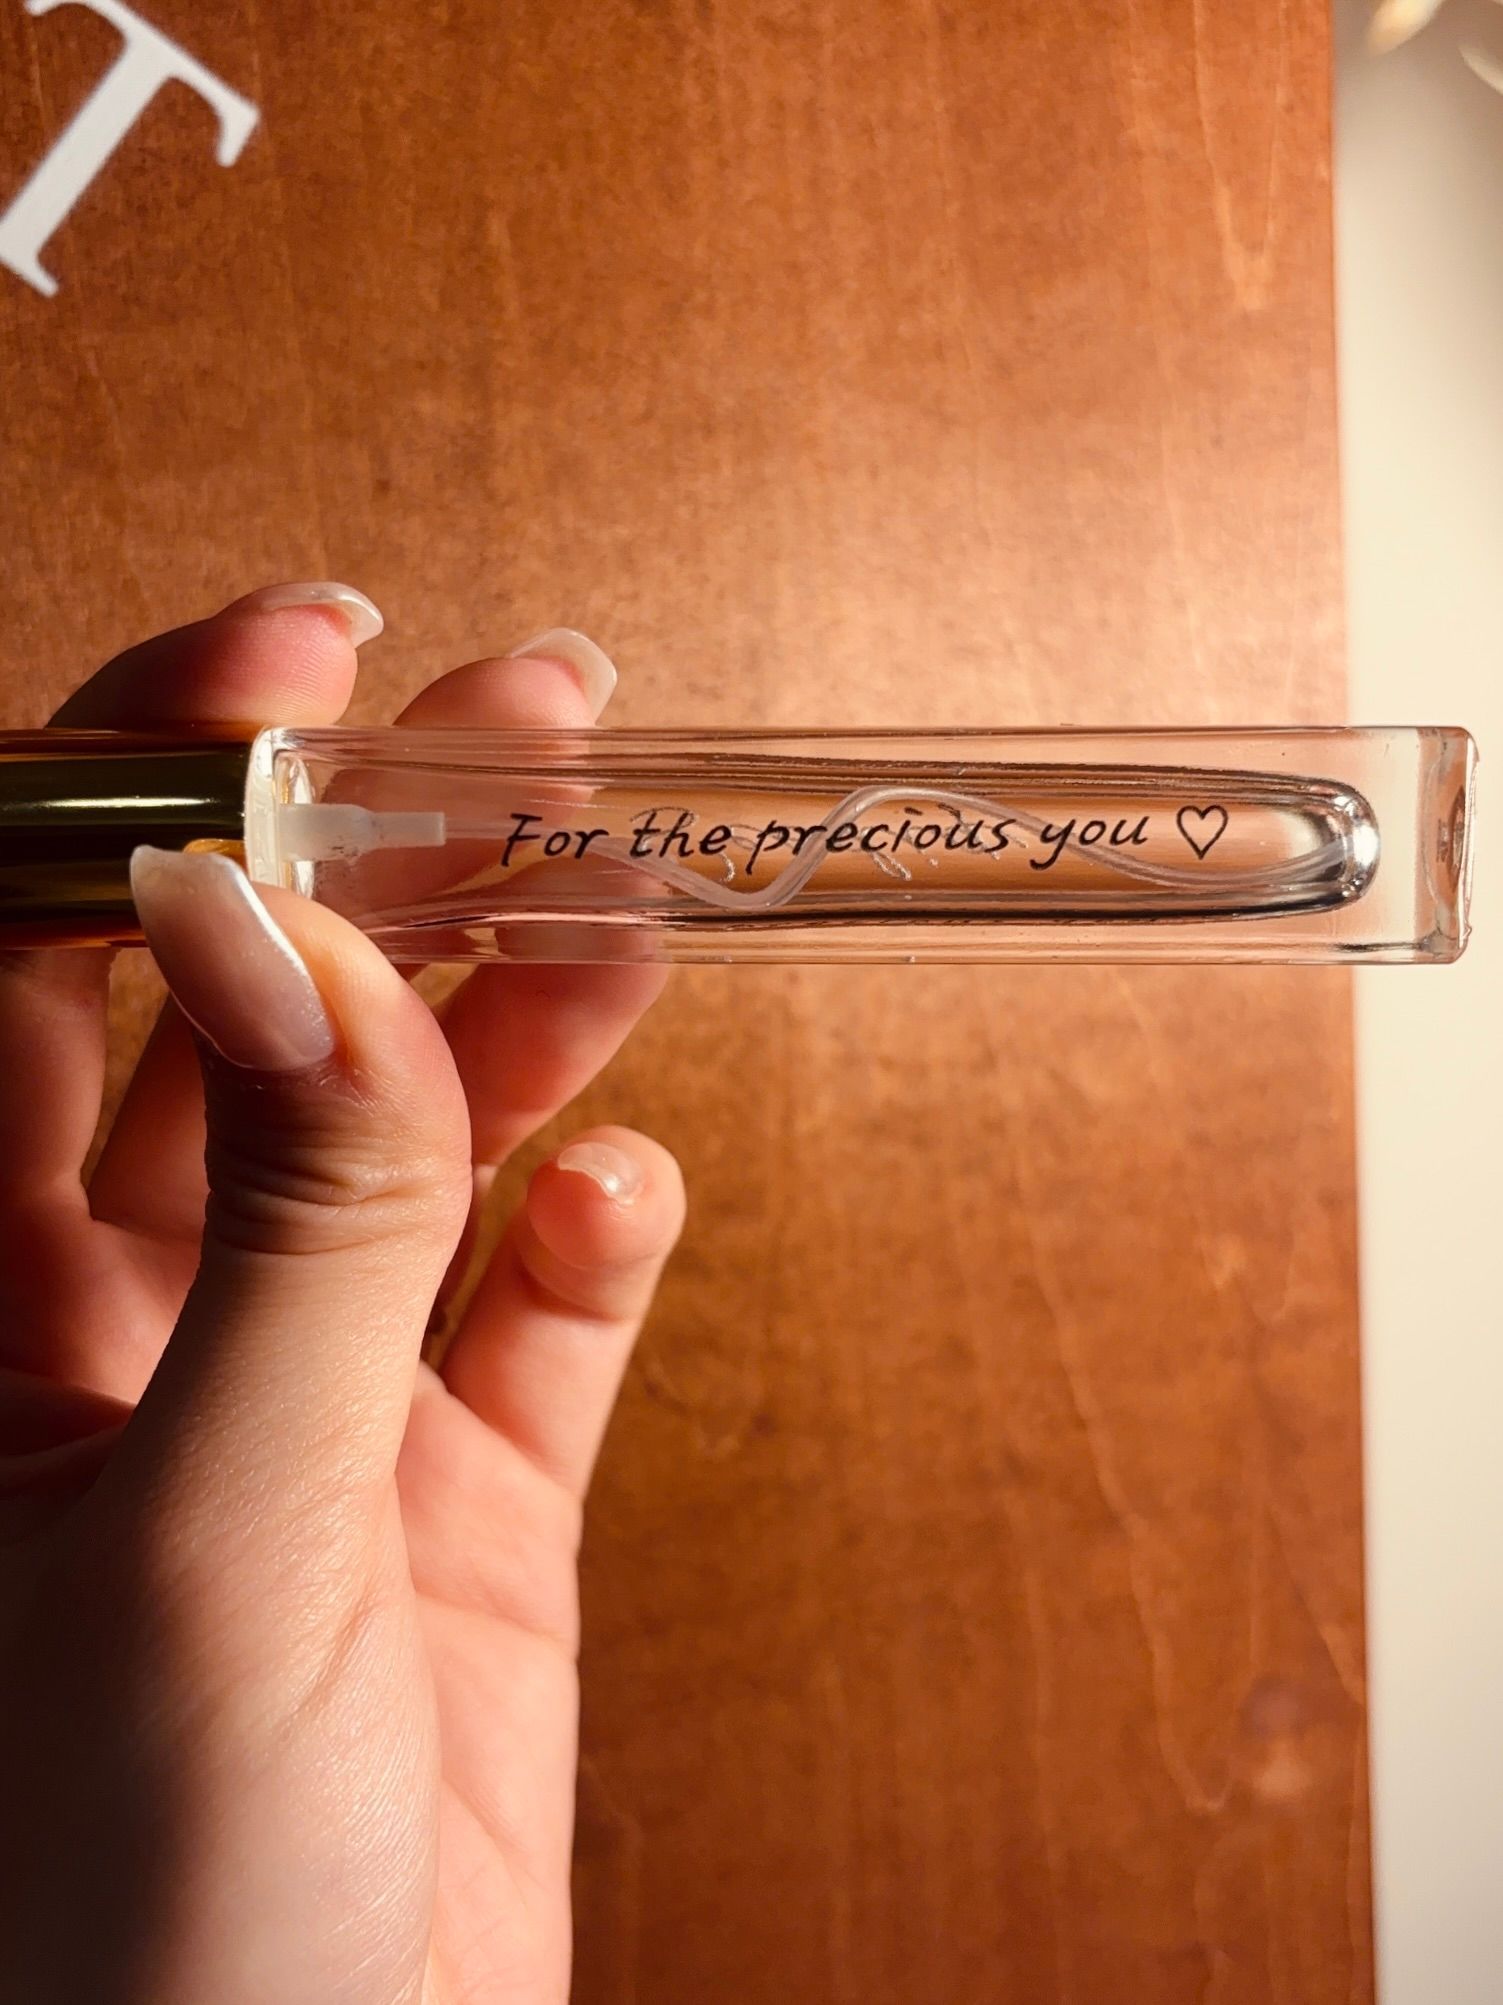 T
For the precious you ♡